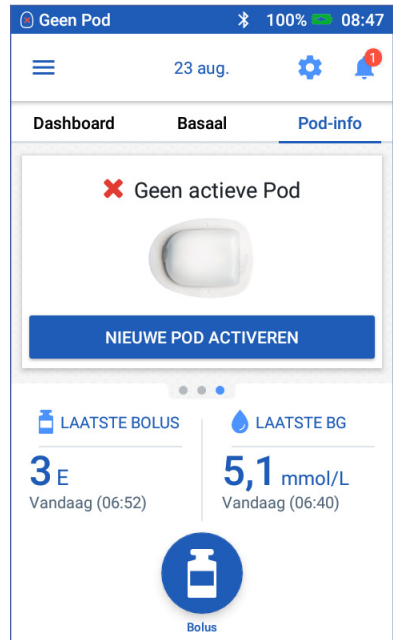 Geen Pod 100% 08:47
23 aug. 1
Dashboard Basaal Pod-info
Geen actieve Pod
NIEUWE POD ACTIVEREN
LAATSTE BOLUS LAATSTE BG
3 E 5,1 mmol/L
Vandaag (06:52) Vandaag (06:40)
Bolus